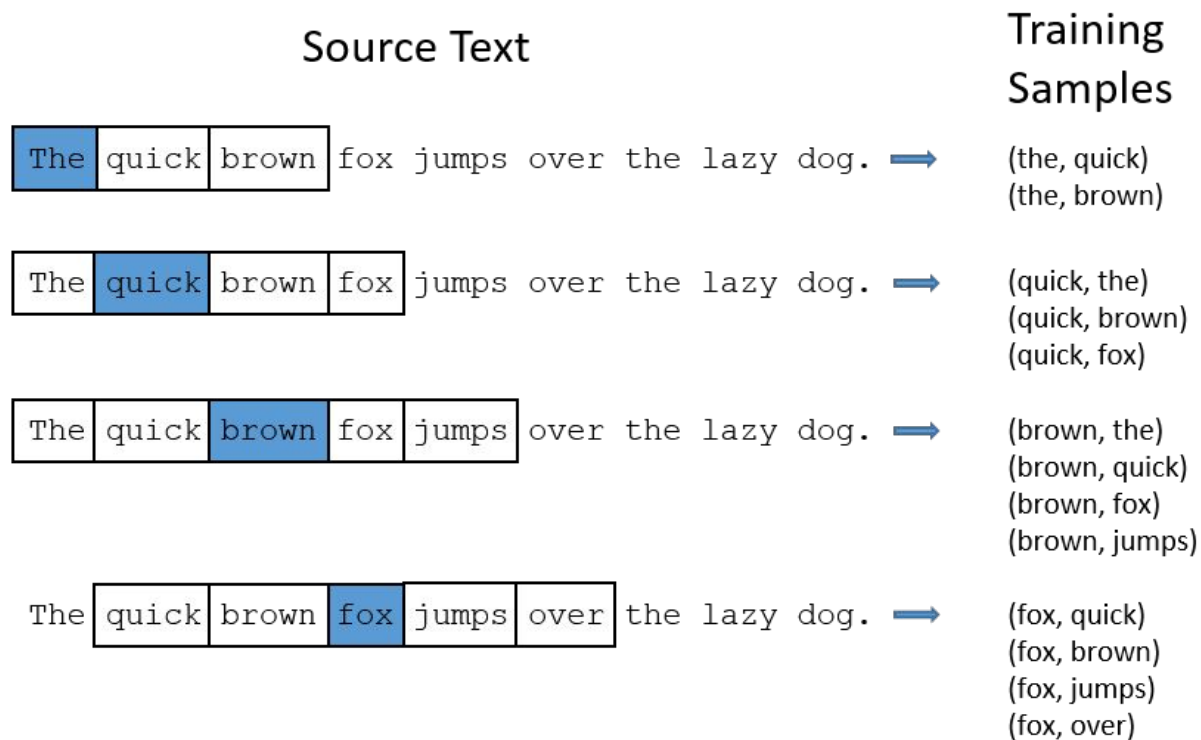 Source Text
Training
Samples
The quick brown fox jumps over the lazy dog.
(the, quick)
(the, brown)
The quick brown fox jumps over the lazy dog.
(quick, the)
(quick, brown)
(quick, fox)
The quick brown fox jumps over the lazy dog.
(brown, the)
(brown, quick)
(brown, fox)
(brown, jumps)
The quick brown fox jumps over the lazy dog.
(fox, quick)
(fox, brown)
(fox, jumps)
(fox, over)